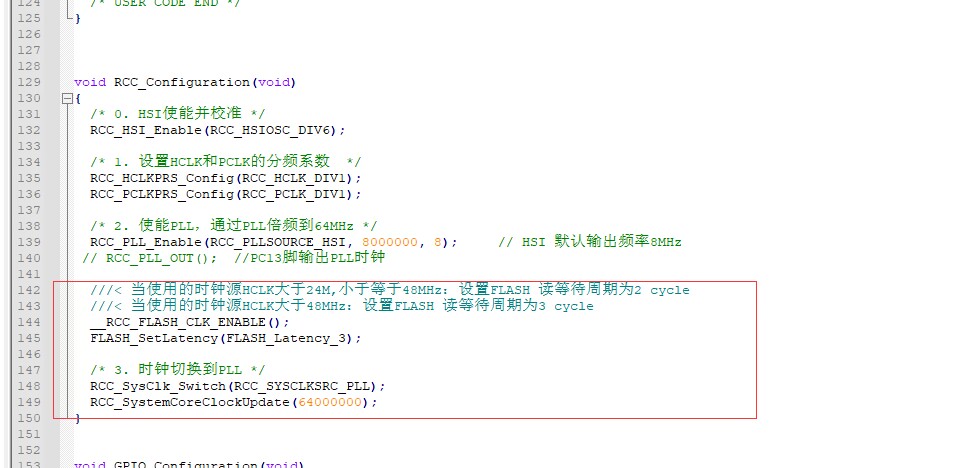 124 /* USER CODE END */
125 }
126
127
128
129 void RCC_Configuration(void)
130 {
131 /* 0. HSI使能并校准 */
132 RCC_HSI_Enable(RCC_HSIOSC_DIV6);
133
134 /* 1. 设置HCLK和PCLK的分频系数 */
135 RCC_HCLKPRS_Config(RCC_HCLK_DIV1);
136 RCC_PCLKPRS_Config(RCC_PCLK_DIV1);
137
138 /* 2. 使能PLL，通过PLL倍频到64MHz */
139 RCC_PLL_Enable(RCC_PLLSOURCE_HSI, 8000000, 8); // HSI 默认输出频率8MHz
140 // RCC_PLL_OUT(); //PC13脚输出PLL时钟
141
142 ///< 当使用的时钟源HCLK大于24M,小于等于48MHz：设置FLASH 读等待周期为2 cycle
143 ///< 当使用的时钟源HCLK大于48MHz：设置FLASH 读等待周期为3 cycle
144 __RCC_FLASH_CLK_ENABLE();
145 FLASH_SetLatency(FLASH_Latency_3);
146
147 /* 3. 时钟切换到PLL */
148 RCC_SysClk_Switch(RCC_SYSCLKSRC_PLL);
149 RCC_SystemCoreClockUpdate(64000000);
150 }
151
152
153 void GPIO_Configuration(void)